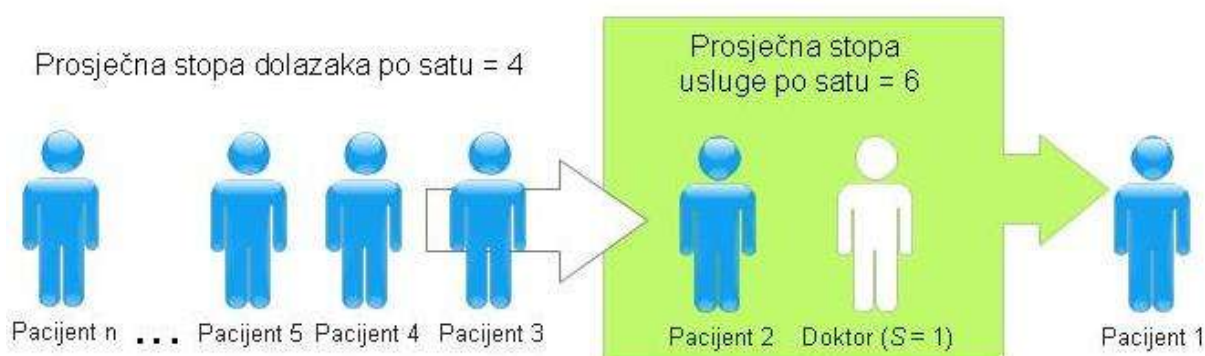 Prosječna stopa dolazaka po satu = 4
Prosječna stopa
usluge po satu = 6
Pacijent n
...
Pacijent 5
Pacijent 4
Pacijent 3
Pacijent 2
Doktor (S = 1)
Pacijent 1